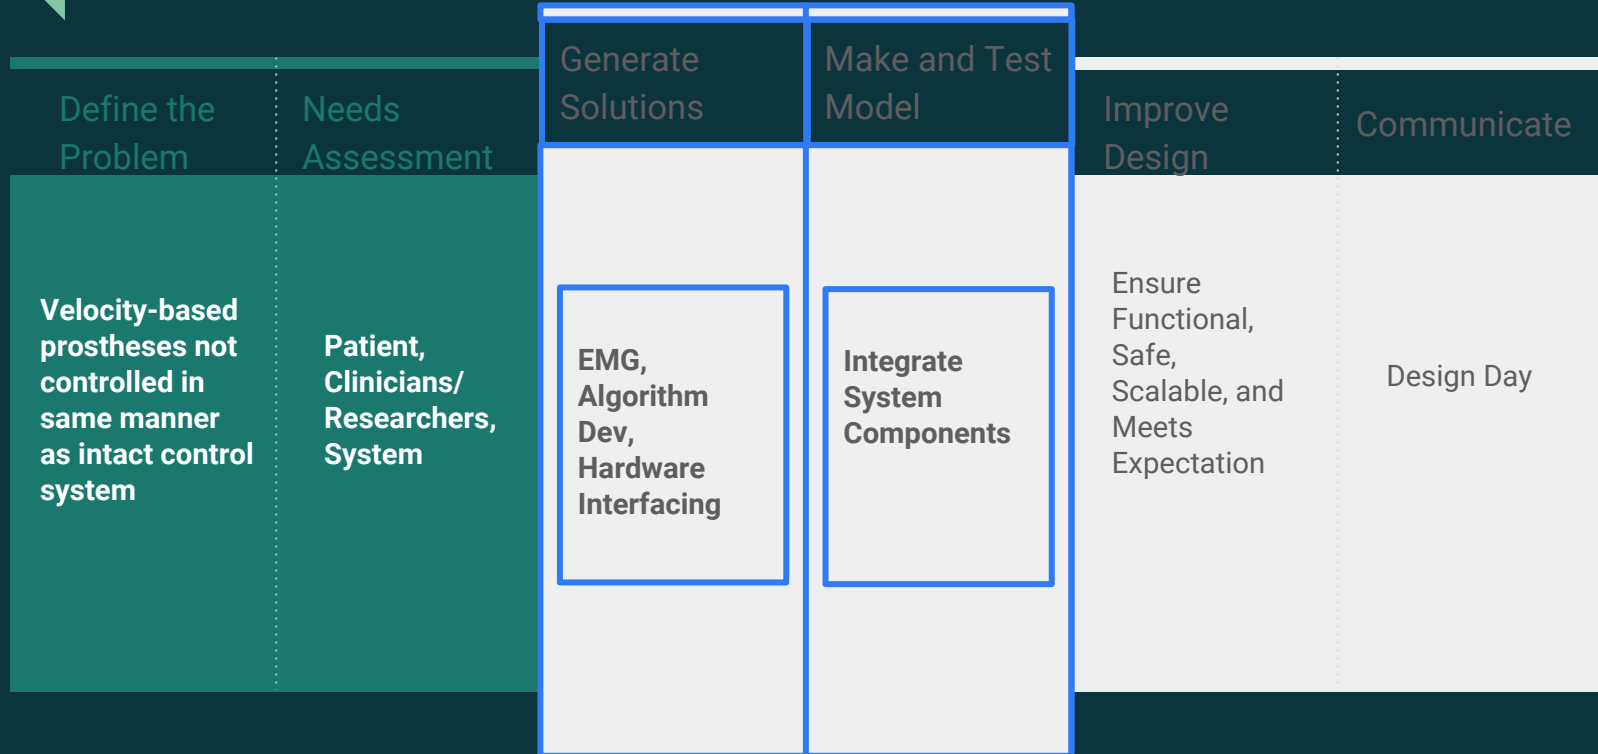 Define the
Problem
Needs
Assessment
Generate
Solutions
Make and Test
Model
Improve
Design
Communicate
Velocity-based
prostheses not
controlled in
same manner
as intact control
system
Patient,
Clinicians/
Researchers,
System
EMG,
Algorithm
Dev,
Hardware
Interfacing
Integrate
System
Components
Ensure
Functional,
Safe,
Scalable, and
Meets
Expectation
Design Day